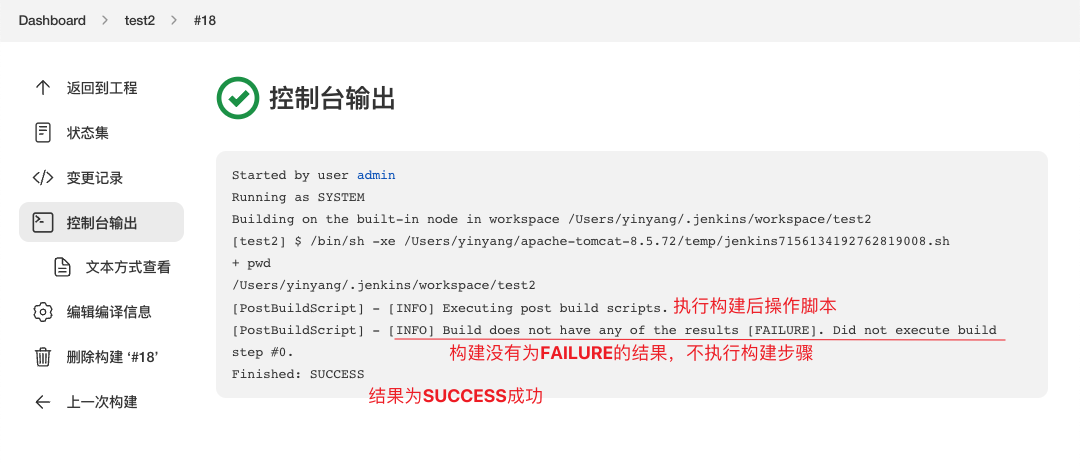 Dashboard > test2 > #18
返回到工程
状态集
变更记录
控制台输出
文本方式查看
编辑编译信息
删除构建 ‘#18’
上一次构建
控制台输出
Started by user admin
Running as SYSTEM
Building on the built-in node in workspace /Users/yinyang/.jenkins/workspace/test2
[test2] $ /bin/sh -xe /Users/yinyang/apache-tomcat-8.5.72/temp/jenkins7156134192762819008.sh
+ pwd
/Users/yinyang/.jenkins/workspace/test2
[PostBuildScript] - [INFO] Executing post build scripts. 执行构建后操作脚本
[PostBuildScript] - [INFO] Build does not have any of the results [FAILURE]. Did not execute build
step #0. 构建没有为FAILURE的结果，不执行构建步骤
Finished: SUCCESS
结果为SUCCESS成功